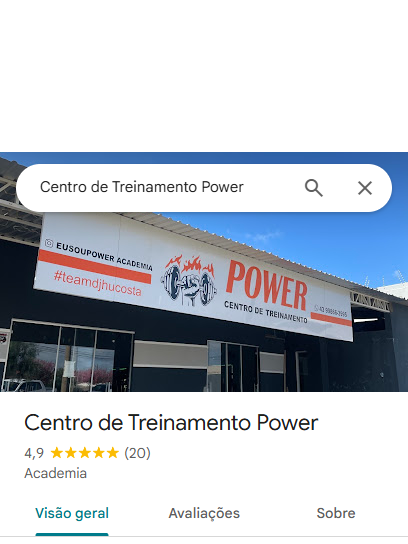 Centro de Treinamento Power
EUSOUPOWER ACADEMIA
#teamdjhucosta
POWER
CENTRO DE TREINAMENTO
Centro de Treinamento Power
4,9 (20)
Academia
Visão geral Avaliações Sobre